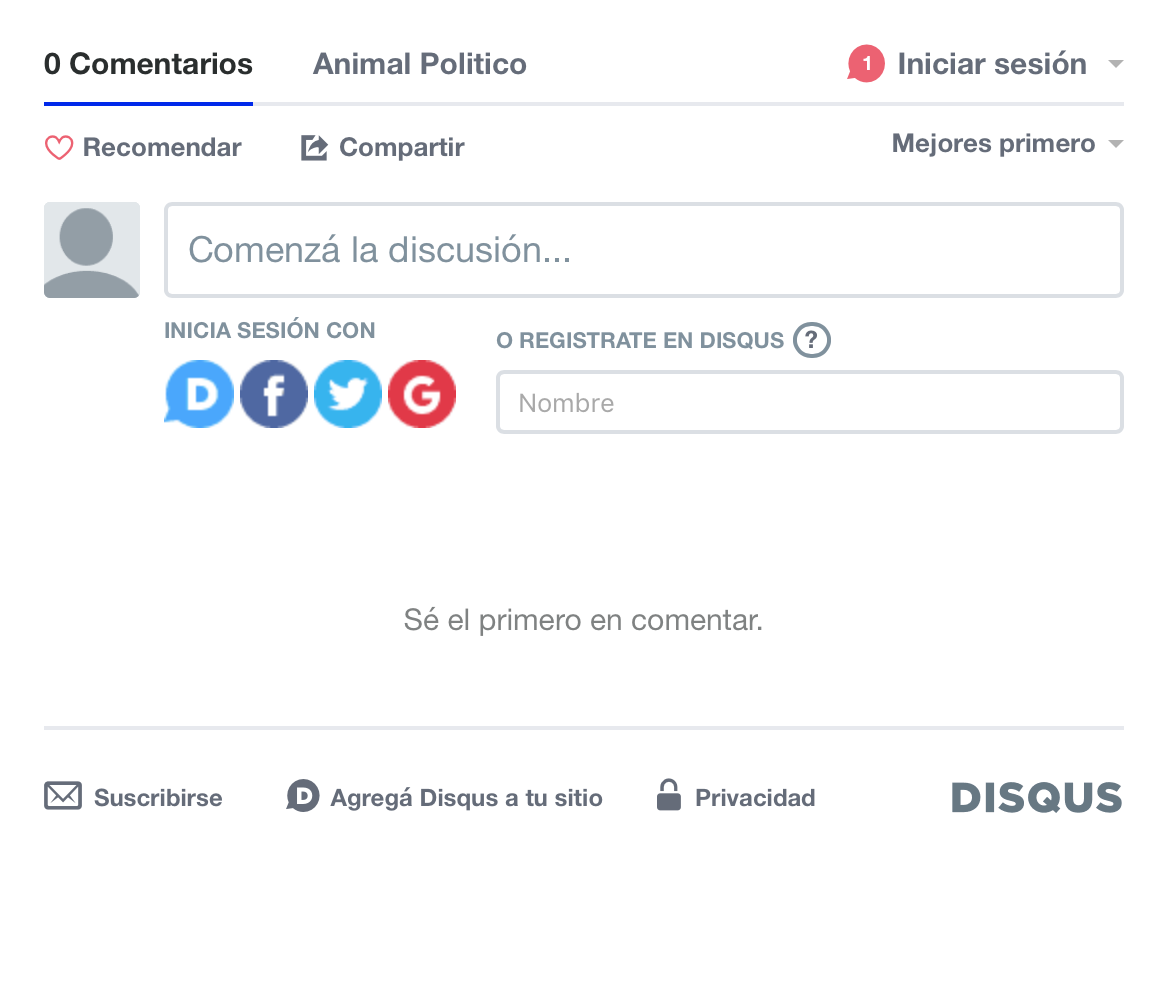 0 Comentarios Animal Politico 1 Iniciar sesión
Recomendar Compartir Mejores primero
Comenzá la discusión...
INICIA SESIÓN CON
O REGISTRATE EN DISQUS ?
D f G
Nombre
Sé el primero en comentar.
Suscribirse D Agregá Disqus a tu sitio Privacidad DISQUS